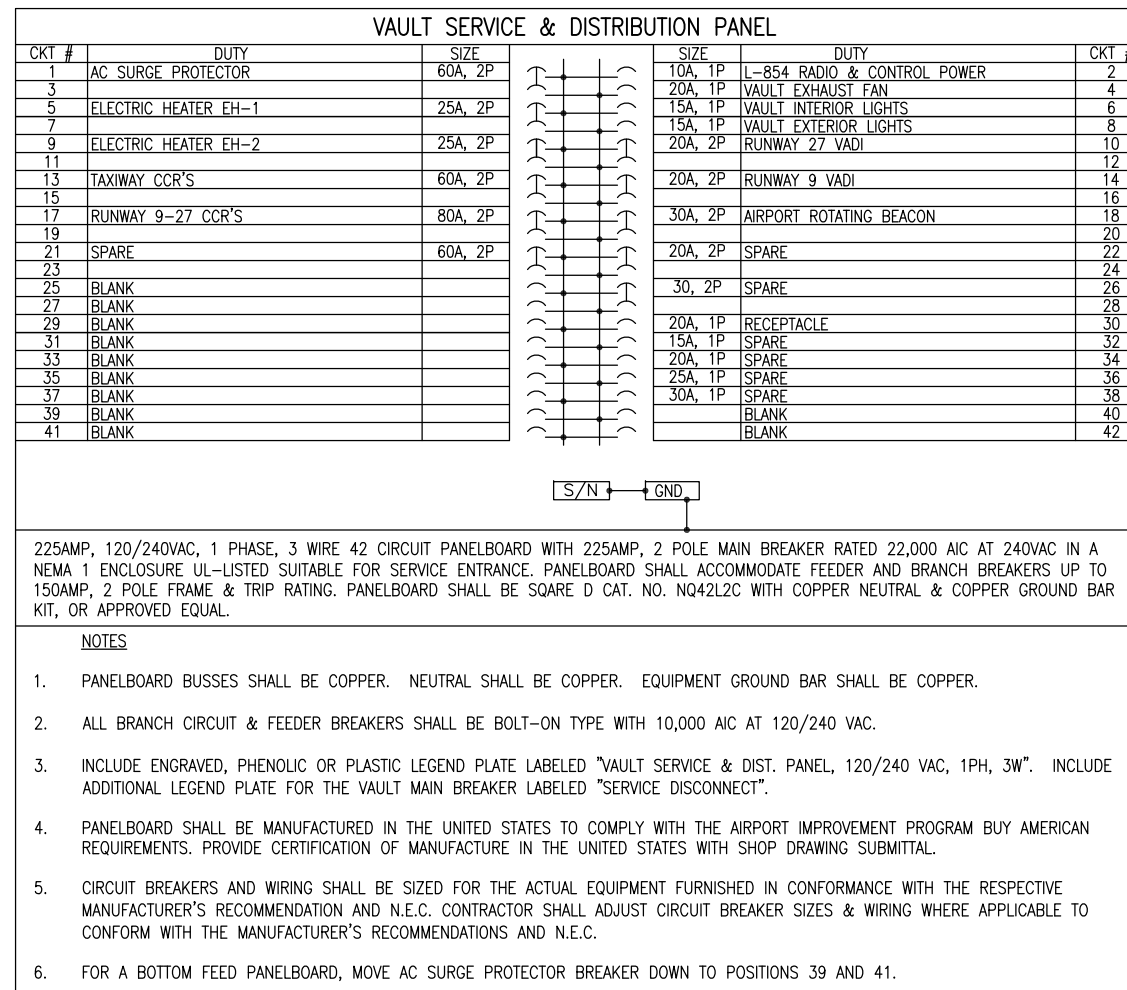 VAULT SERVICE & DISTRIBUTION PANEL
CKT # DUTY SIZE SIZE DUTY CKT #
1 AC SURGE PROTECTOR 60A, 2P 10A, 1P L-854 RADIO & CONTROL POWER 2
3 20A, 1P VAULT EXHAUST FAN 4
5 ELECTRIC HEATER EH-1 25A, 2P 15A, 1P VAULT INTERIOR LIGHTS 6
7 15A, 1P VAULT EXTERIOR LIGHTS 8
9 ELECTRIC HEATER EH-2 25A, 2P 20A, 2P RUNWAY 27 VADI 10
11 12
13 TAXIWAY CCR'S 60A, 2P 20A, 2P RUNWAY 9 VADI 14
15 16
17 RUNWAY 9-27 CCR'S 80A, 2P 30A, 2P AIRPORT ROTATING BEACON 18
19 20
21 SPARE 60A, 2P 20A, 2P SPARE 22
23 24
25 BLANK 30, 2P SPARE 26
27 BLANK 28
29 BLANK 20A, 1P RECEPTACLE 30
31 BLANK 15A, 1P SPARE 32
33 BLANK 20A, 1P SPARE 34
35 BLANK 25A, 1P SPARE 36
37 BLANK 30A, 1P SPARE 38
39 BLANK BLANK 40
41 BLANK BLANK 42
S/N GND
225AMP, 120/240VAC, 1 PHASE, 3 WIRE 42 CIRCUIT PANELBOARD WITH 225AMP, 2 POLE MAIN BREAKER RATED 22,000 AIC AT 240VAC IN A
NEMA 1 ENCLOSURE UL-LISTED SUITABLE FOR SERVICE ENTRANCE. PANELBOARD SHALL ACCOMMODATE FEEDER AND BRANCH BREAKERS UP TO
150AMP, 2 POLE FRAME & TRIP RATING. PANELBOARD SHALL BE SQARE D CAT. NO. NQ42L2C WITH COPPER NEUTRAL & COPPER GROUND BAR
KIT, OR APPROVED EQUAL.
NOTES
1. PANELBOARD BUSSES SHALL BE COPPER. NEUTRAL SHALL BE COPPER. EQUIPMENT GROUND BAR SHALL BE COPPER.
2. ALL BRANCH CIRCUIT & FEEDER BREAKERS SHALL BE BOLT-ON TYPE WITH 10,000 AIC AT 120/240 VAC.
3. INCLUDE ENGRAVED, PHENOLIC OR PLASTIC LEGEND PLATE LABELED "VAULT SERVICE & DIST. PANEL, 120/240 VAC, 1PH, 3W". INCLUDE
ADDITIONAL LEGEND PLATE FOR THE VAULT MAIN BREAKER LABELED "SERVICE DISCONNECT".
4. PANELBOARD SHALL BE MANUFACTURED IN THE UNITED STATES TO COMPLY WITH THE AIRPORT IMPROVEMENT PROGRAM BUY AMERICAN
REQUIREMENTS. PROVIDE CERTIFICATION OF MANUFACTURE IN THE UNITED STATES WITH SHOP DRAWING SUBMITTAL.
5. CIRCUIT BREAKERS AND WIRING SHALL BE SIZED FOR THE ACTUAL EQUIPMENT FURNISHED IN CONFORMANCE WITH THE RESPECTIVE
MANUFACTURER'S RECOMMENDATION AND N.E.C. CONTRACTOR SHALL ADJUST CIRCUIT BREAKER SIZES & WIRING WHERE APPLICABLE TO
CONFORM WITH THE MANUFACTURER'S RECOMMENDATIONS AND N.E.C.
6. FOR A BOTTOM FEED PANELBOARD, MOVE AC SURGE PROTECTOR BREAKER DOWN TO POSITIONS 39 AND 41.